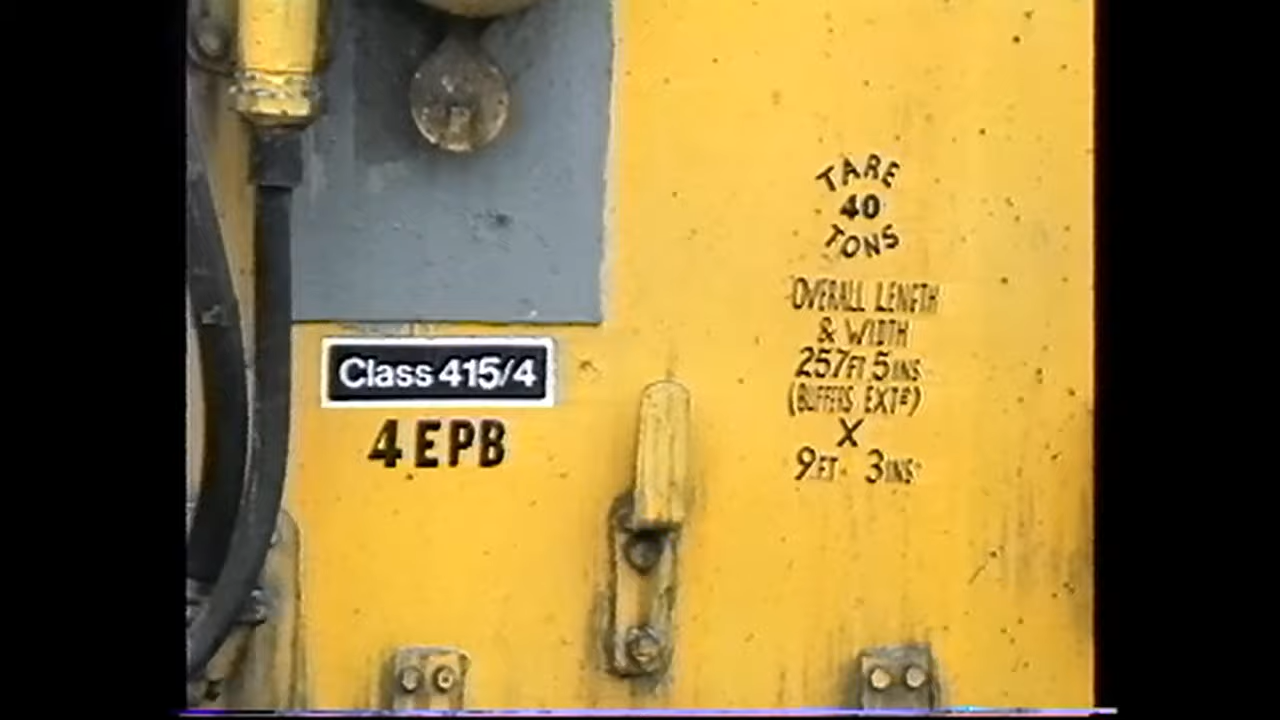 Class 415/4
4 EPB
TARE
40
TONS
OVERALL LENGTH
& WIDTH
257FT 5INS
(BUFFERS EXTD)
X
9FT- 3INS